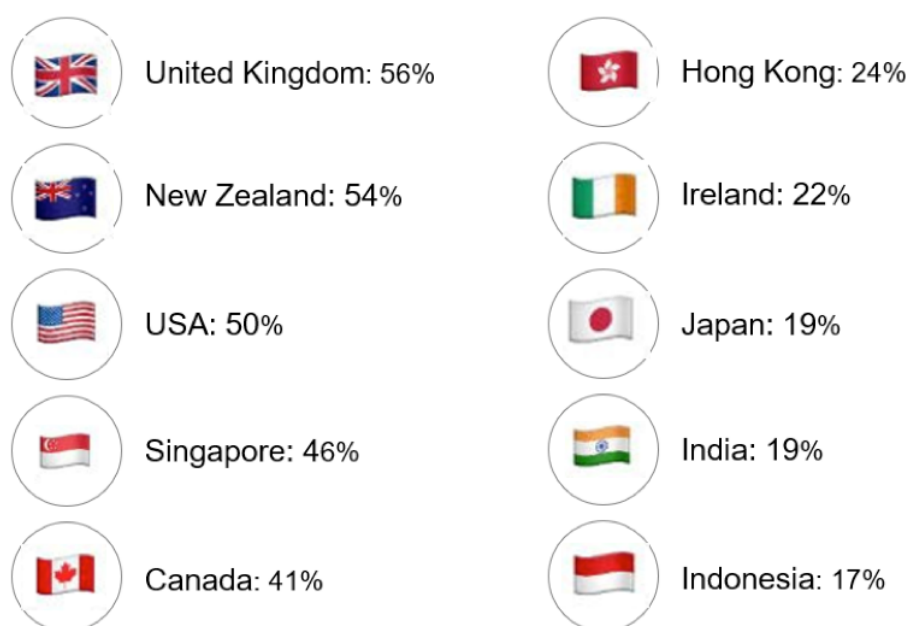 United Kingdom: 56%
New Zealand: 54%
USA: 50%
Singapore: 46%
Canada: 41%
Hong Kong: 24%
Ireland: 22%
Japan: 19%
India: 19%
Indonesia: 17%